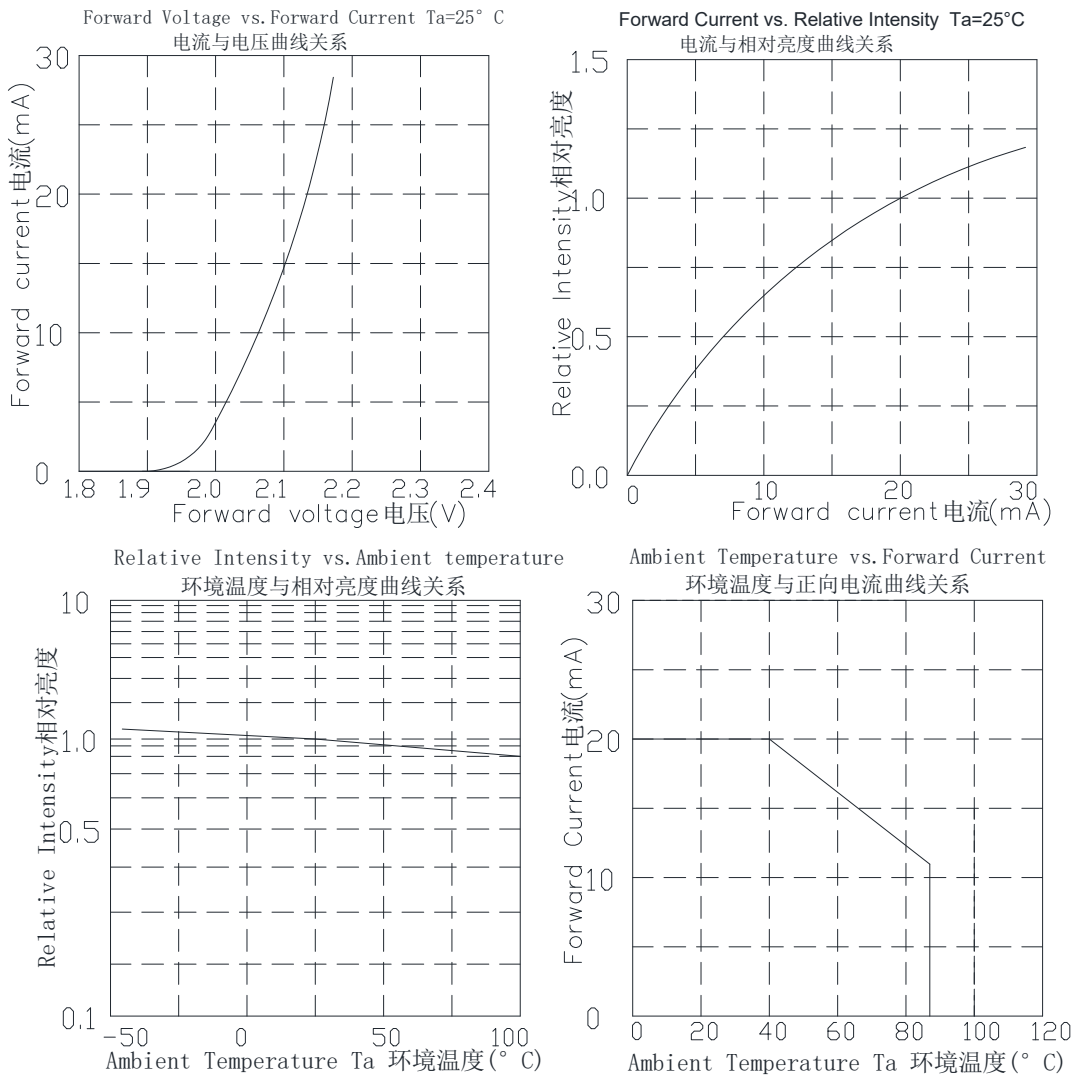 Forward Voltage vs.Forward Current Ta=25°C
电流与电压曲线关系
30
20
10
0
Forward current电流(mA)
1.8 1.9 2.0 2.1 2.2 2.3 2.4
Forward voltage电压(V)
Forward Current vs. Relative Intensity Ta=25°C
电流与相对亮度曲线关系
1.5
1.0
0.5
0.0
Relative Intensity相对亮度
0 10 20 30
Forward current电流(mA)
Relative Intensity vs.Ambient temperature
环境温度与相对亮度曲线关系
10
1.0
0.5
0.1
Relative Intensity相对亮度
-50 0 50 100
Ambient Temperature Ta 环境温度(°C)
Ambient Temperature vs.Forward Current
环境温度与正向电流曲线关系
30
20
10
0
Forward Current电流(mA)
0 20 40 60 80 100 120
Ambient Temperature Ta 环境温度(°C)